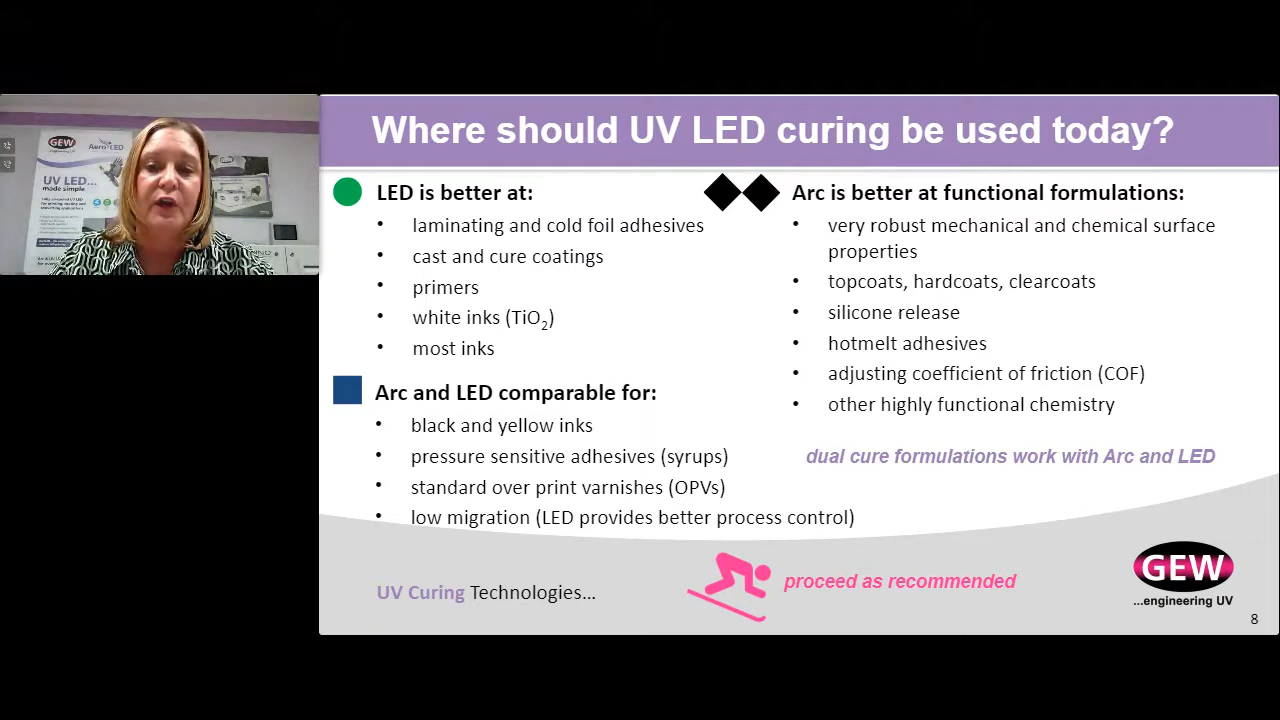 Where should UV LED curing be used today?
LED is better at:
• laminating and cold foil adhesives
• cast and cure coatings
• primers
• white inks (TiO2)
• most inks
Arc and LED comparable for:
• black and yellow inks
• pressure sensitive adhesives (syrups)
• standard over print varnishes (OPVs)
• low migration (LED provides better process control)
Arc is better at functional formulations:
• very robust mechanical and chemical surface
properties
• topcoats, hardcoats, clearcoats
• silicone release
• hotmelt adhesives
• adjusting coefficient of friction (COF)
• other highly functional chemistry
dual cure formulations work with Arc and LED
UV Curing Technologies...
proceed as recommended
GEW
...engineering UV
8
GEW
...engineering UV
AeroLED
UV LED...
made simple